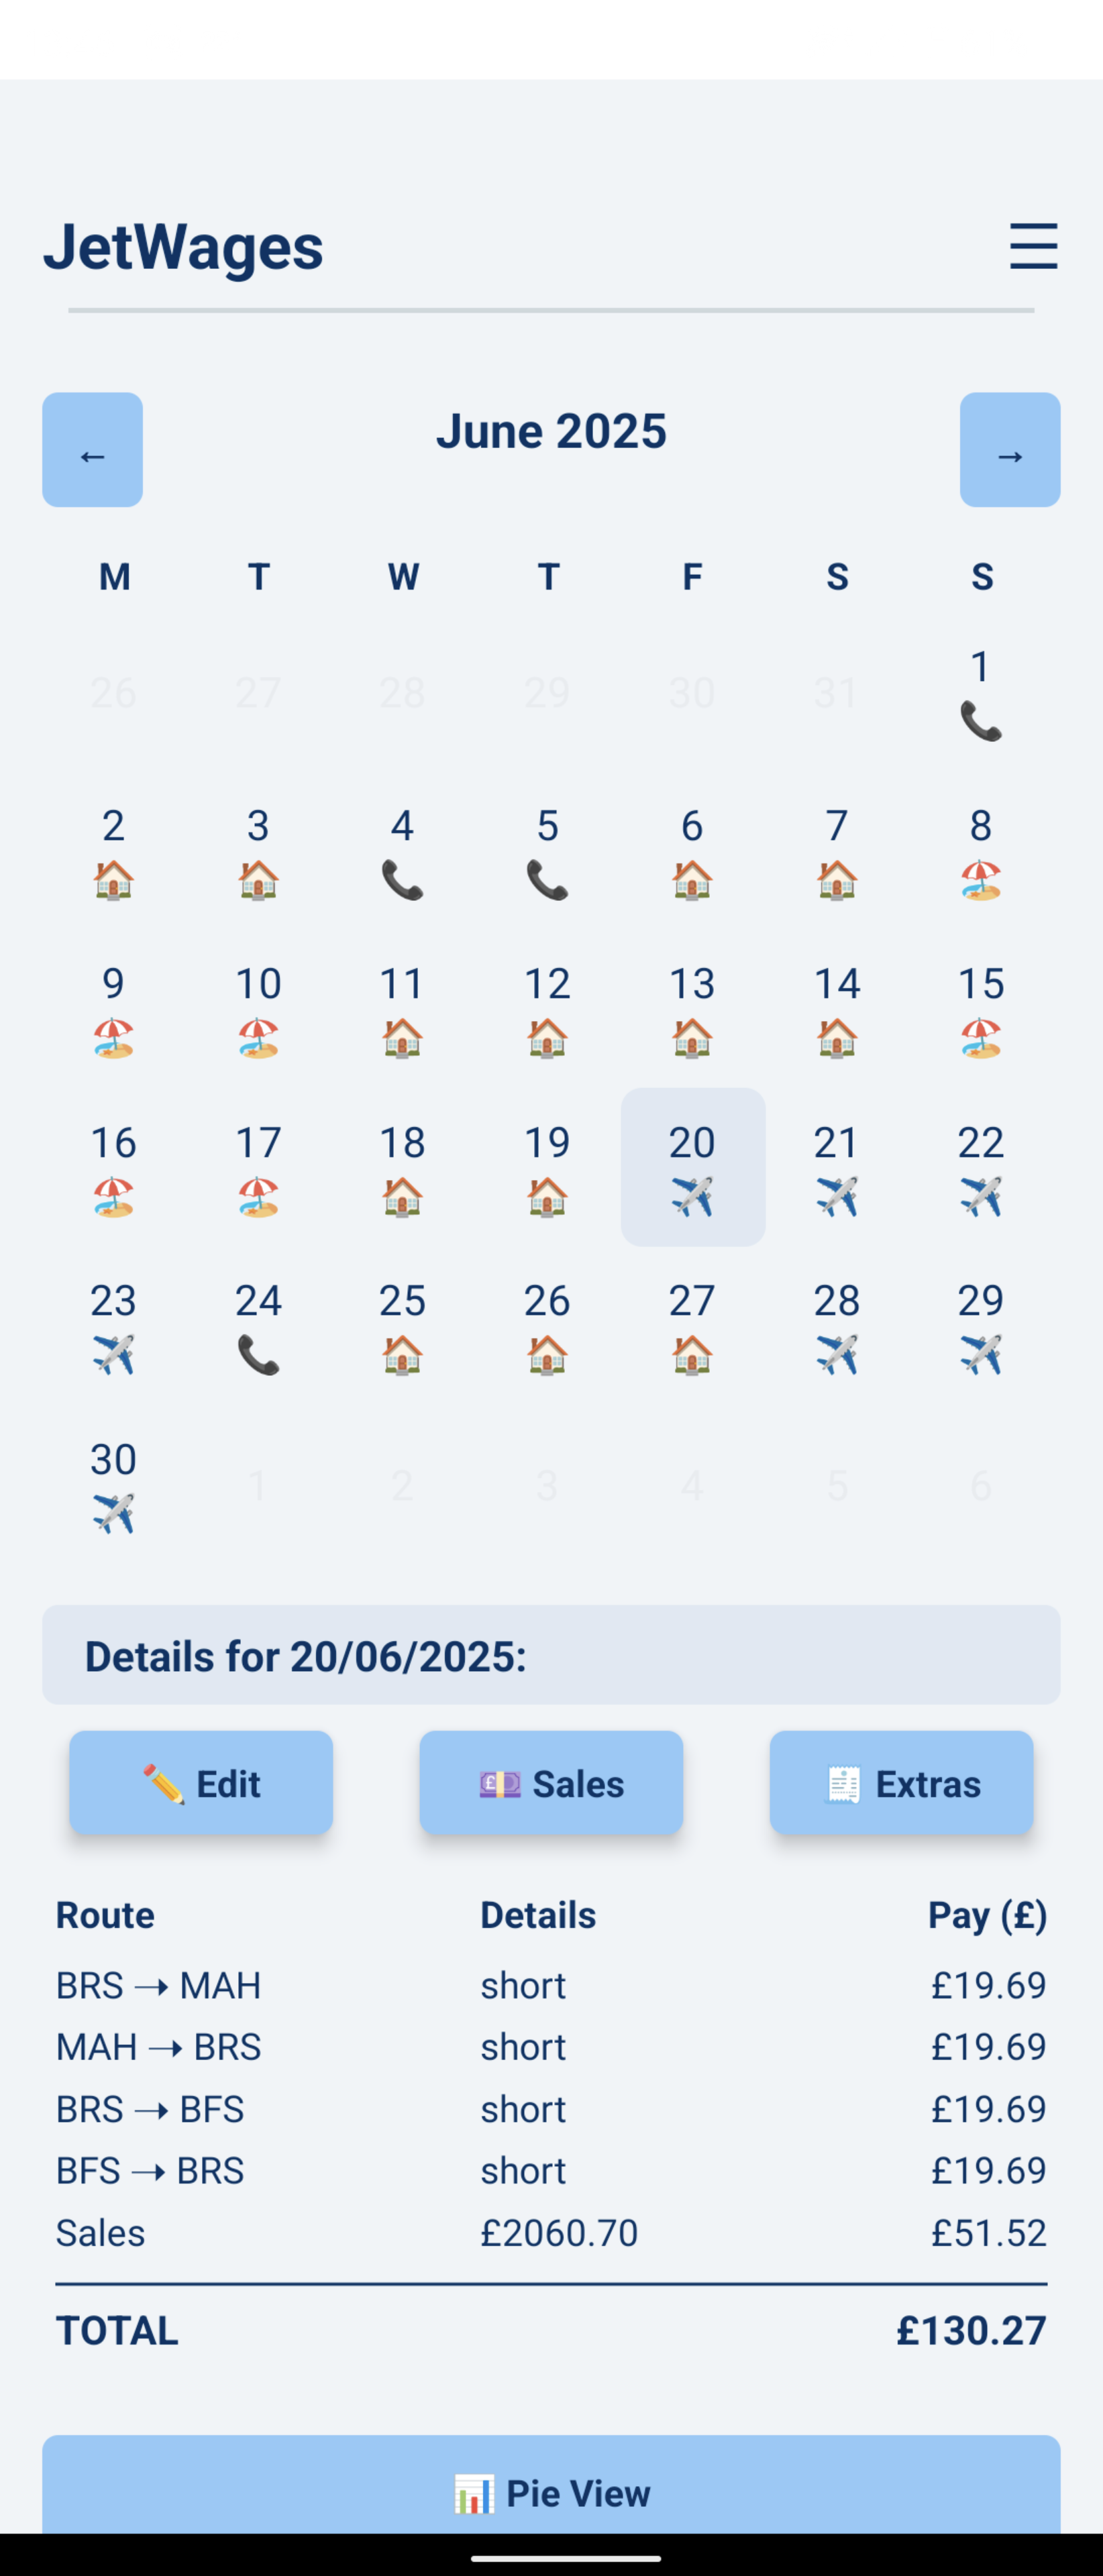 JetWages ☰
← June 2025 →
M T W T F S S
26 27 28 29 30 31 1
2 3 4 5 6 7 8
9 10 11 12 13 14 15
16 17 18 19 20 21 22
23 24 25 26 27 28 29
30 1 2 3 4 5 6
Details for 20/06/2025:
Edit Sales Extras
Route Details Pay (£)
BRS → MAH short £19.69
MAH → BRS short £19.69
BRS → BFS short £19.69
BFS → BRS short £19.69
Sales £2060.70 £51.52
TOTAL £130.27
Pie View